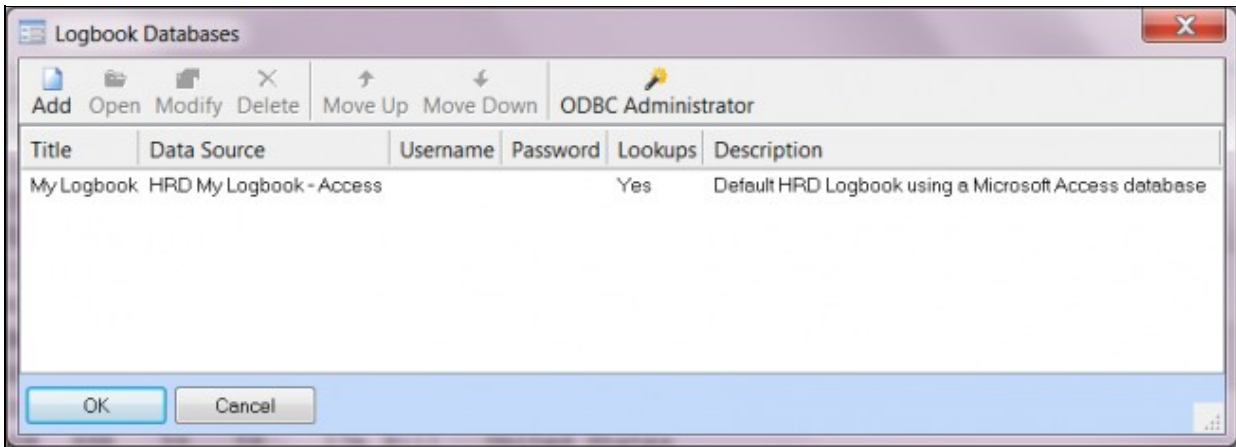 Logbook Databases
Add Open Modify Delete Move Up Move Down ODBC Administrator
Title Data Source Username Password Lookups Description
My Logbook HRD My Logbook - Access Yes Default HRD Logbook using a Microsoft Access database
OK Cancel